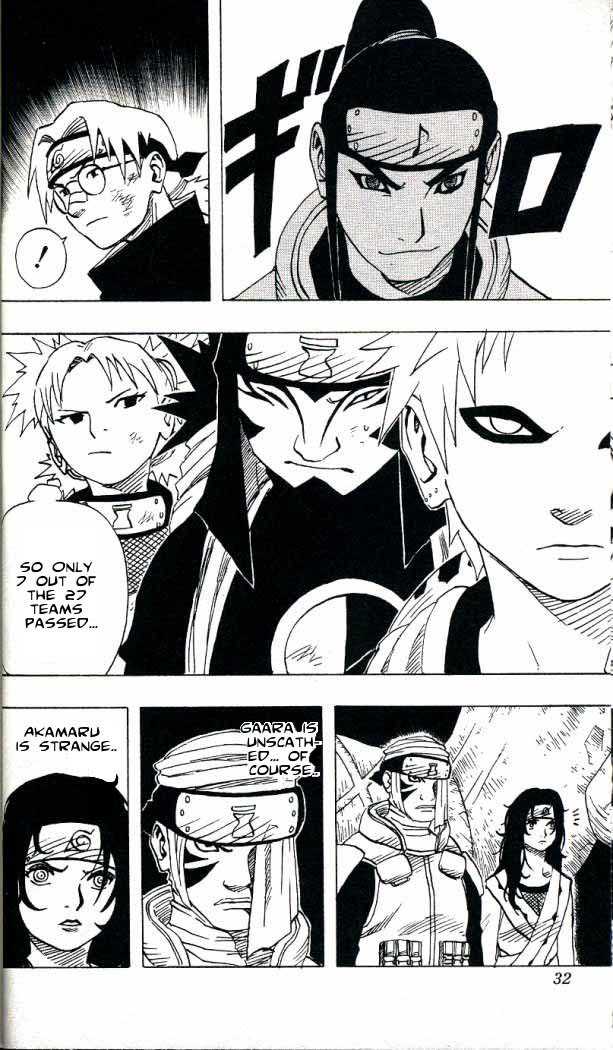 ギロ
!
SO ONLY
7 OUT OF
THE 27
TEAMS
PASSED...
GAARA IS
UNSCATH-
ED... OF
COURSE..
AKAMARU
IS STRANGE..
32